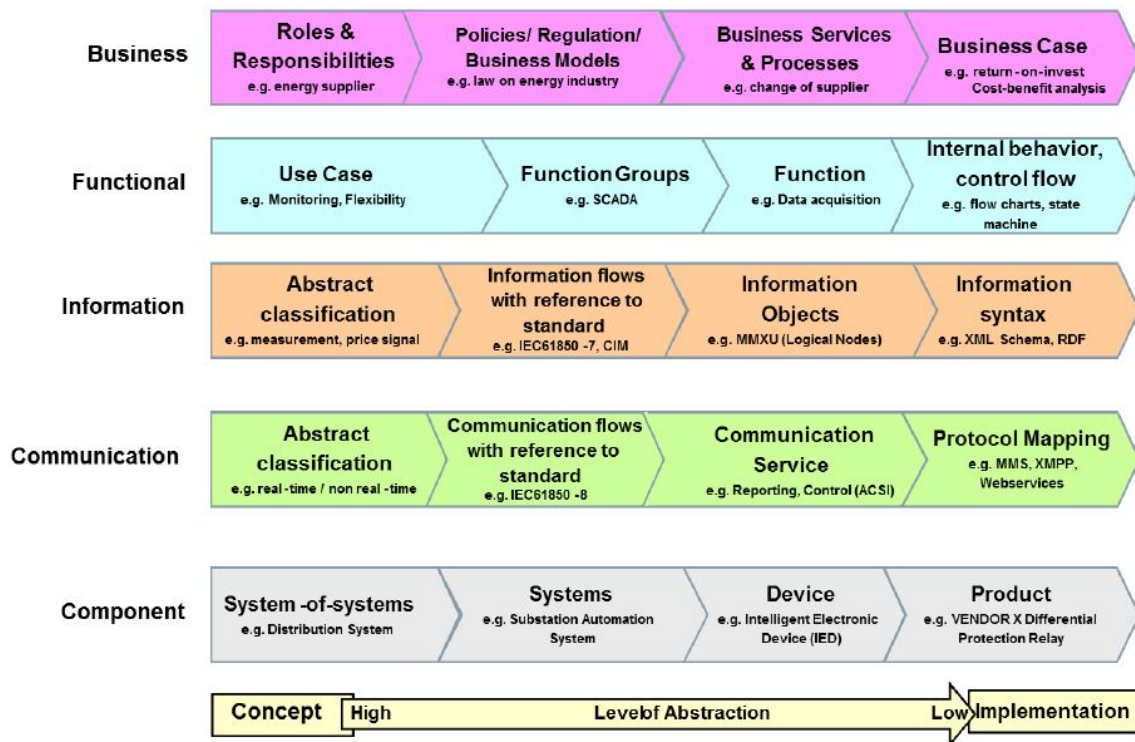 Business
Roles &
Responsibilities
e.g. energy supplier
Policies/ Regulation/
Business Models
e.g. law on energy industry
Business Services
& Processes
e.g. change of supplier
Business Case
e.g. return -on-invest
Cost-benefit analysis
Functional
Use Case
e.g. Monitoring, Flexibility
Function Groups
e.g. SCADA
Function
e.g. Data acquisition
Internal behavior,
control flow
e.g. flow charts, state
machine
Information
Abstract
classification
e.g. measurement, price signal
Information flows
with reference to
standard
e.g. IEC61850 -7, CIM
Information
Objects
e.g. MMXU (Logical Nodes)
Information
syntax
e.g. XML Schema, RDF
Communication
Abstract
classification
e.g. real -time / non real -time
Communication flows
with reference to
standard
e.g. IEC61850 -8
Communication
Service
e.g. Reporting, Control (ACSI)
Protocol Mapping
e.g. MMS, XMPP,
Webservices
Component
System -of-systems
e.g. Distribution System
Systems
e.g. Substation Automation
System
Device
e.g. Intelligent Electronic
Device (IED)
Product
e.g. VENDOR X Differential
Protection Relay
Concept
High
Levelof Abstraction
Low
Implementation